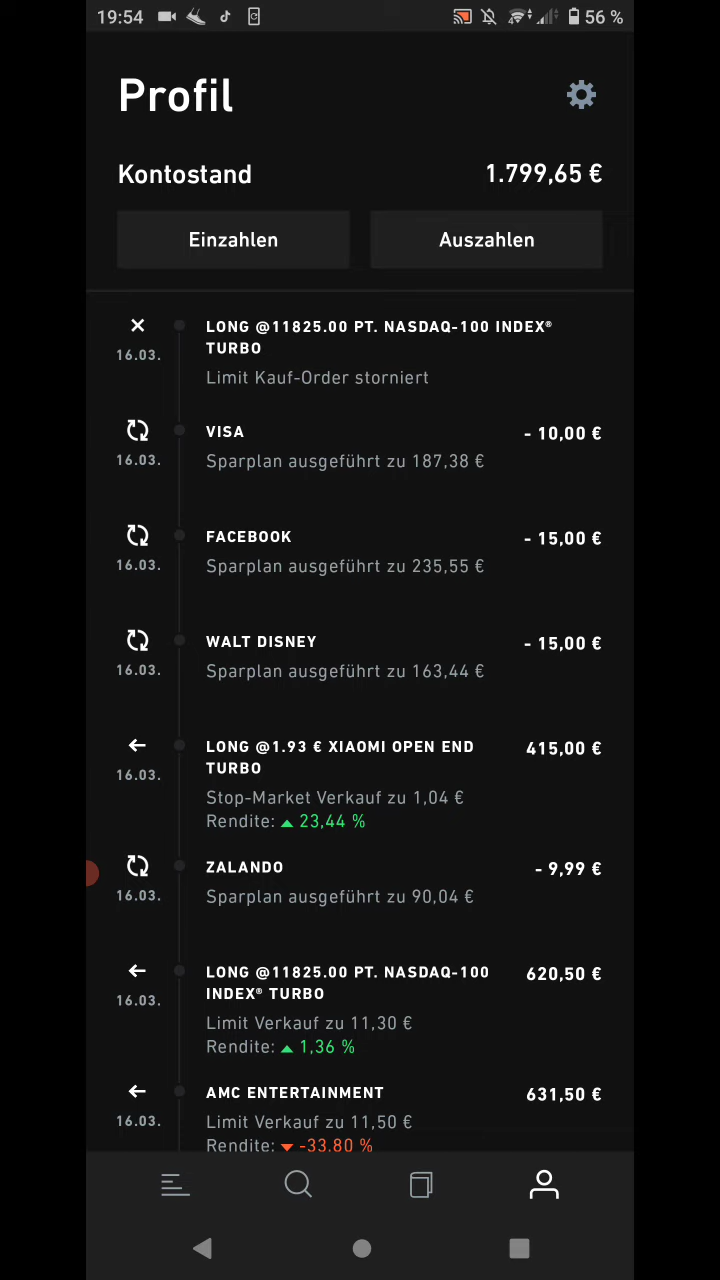 19:54
56 %
Profil
Kontostand
1.799,65 €
Einzahlen
Auszahlen
LONG @11825.00 PT. NASDAQ-100 INDEX®
TURBO
16.03.
Limit Kauf-Order storniert
VISA
- 10,00 €
16.03.
Sparplan ausgeführt zu 187,38 €
FACEBOOK
- 15,00 €
16.03.
Sparplan ausgeführt zu 235,55 €
WALT DISNEY
- 15,00 €
16.03.
Sparplan ausgeführt zu 163,44 €
LONG @1.93 € XIAOMI OPEN END
TURBO
415,00 €
16.03.
Stop-Market Verkauf zu 1,04 €
Rendite: 23,44 %
ZALANDO
- 9,99 €
16.03.
Sparplan ausgeführt zu 90,04 €
LONG @11825.00 PT. NASDAQ-100
INDEX® TURBO
620,50 €
16.03.
Limit Verkauf zu 11,30 €
Rendite: 1,36 %
AMC ENTERTAINMENT
631,50 €
16.03.
Limit Verkauf zu 11,50 €
Rendite: -33,80 %